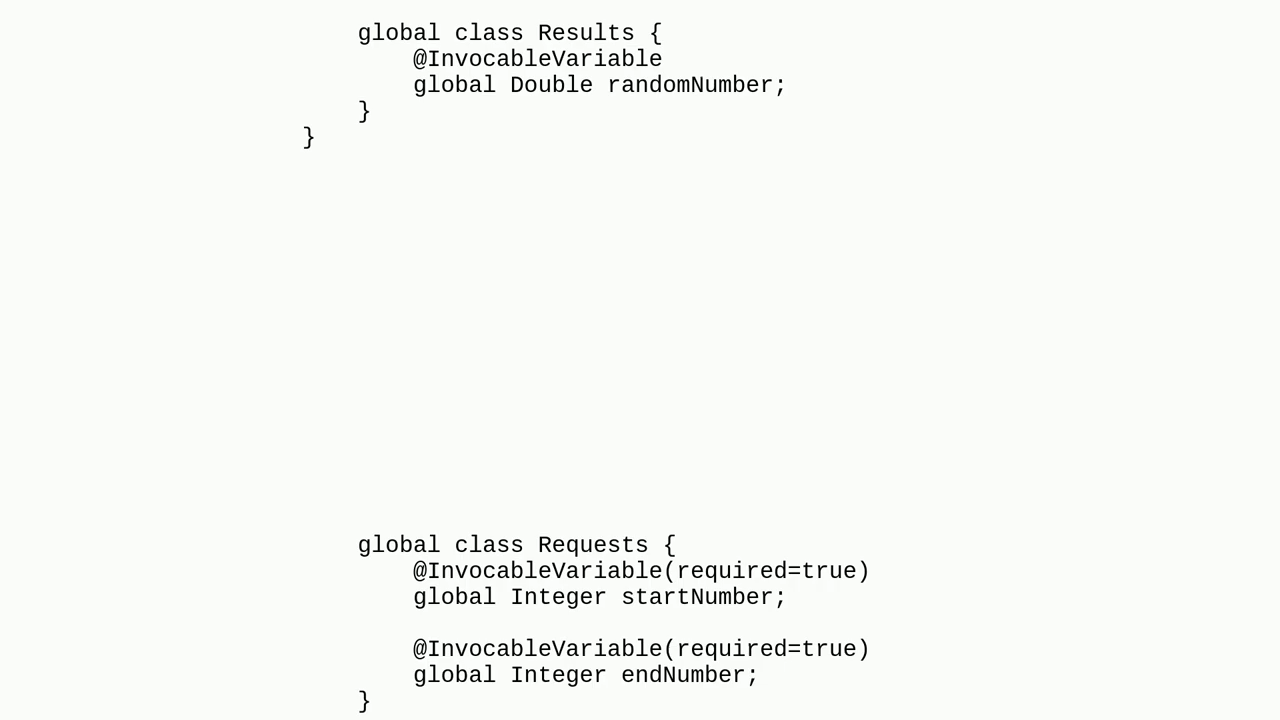 global class Results {
@InvocableVariable
global Double randomNumber;
}
}
global class Requests {
@InvocableVariable(required=true)
global Integer startNumber;
@InvocableVariable(required=true)
global Integer endNumber;
}